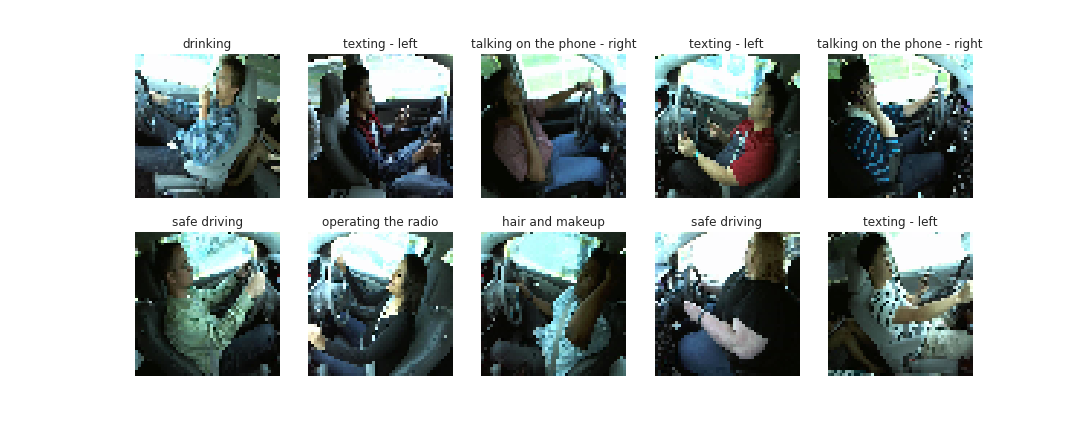 drinking
texting - left
talking on the phone - right
texting - left
talking on the phone - right
safe driving
operating the radio
hair and makeup
safe driving
texting - left